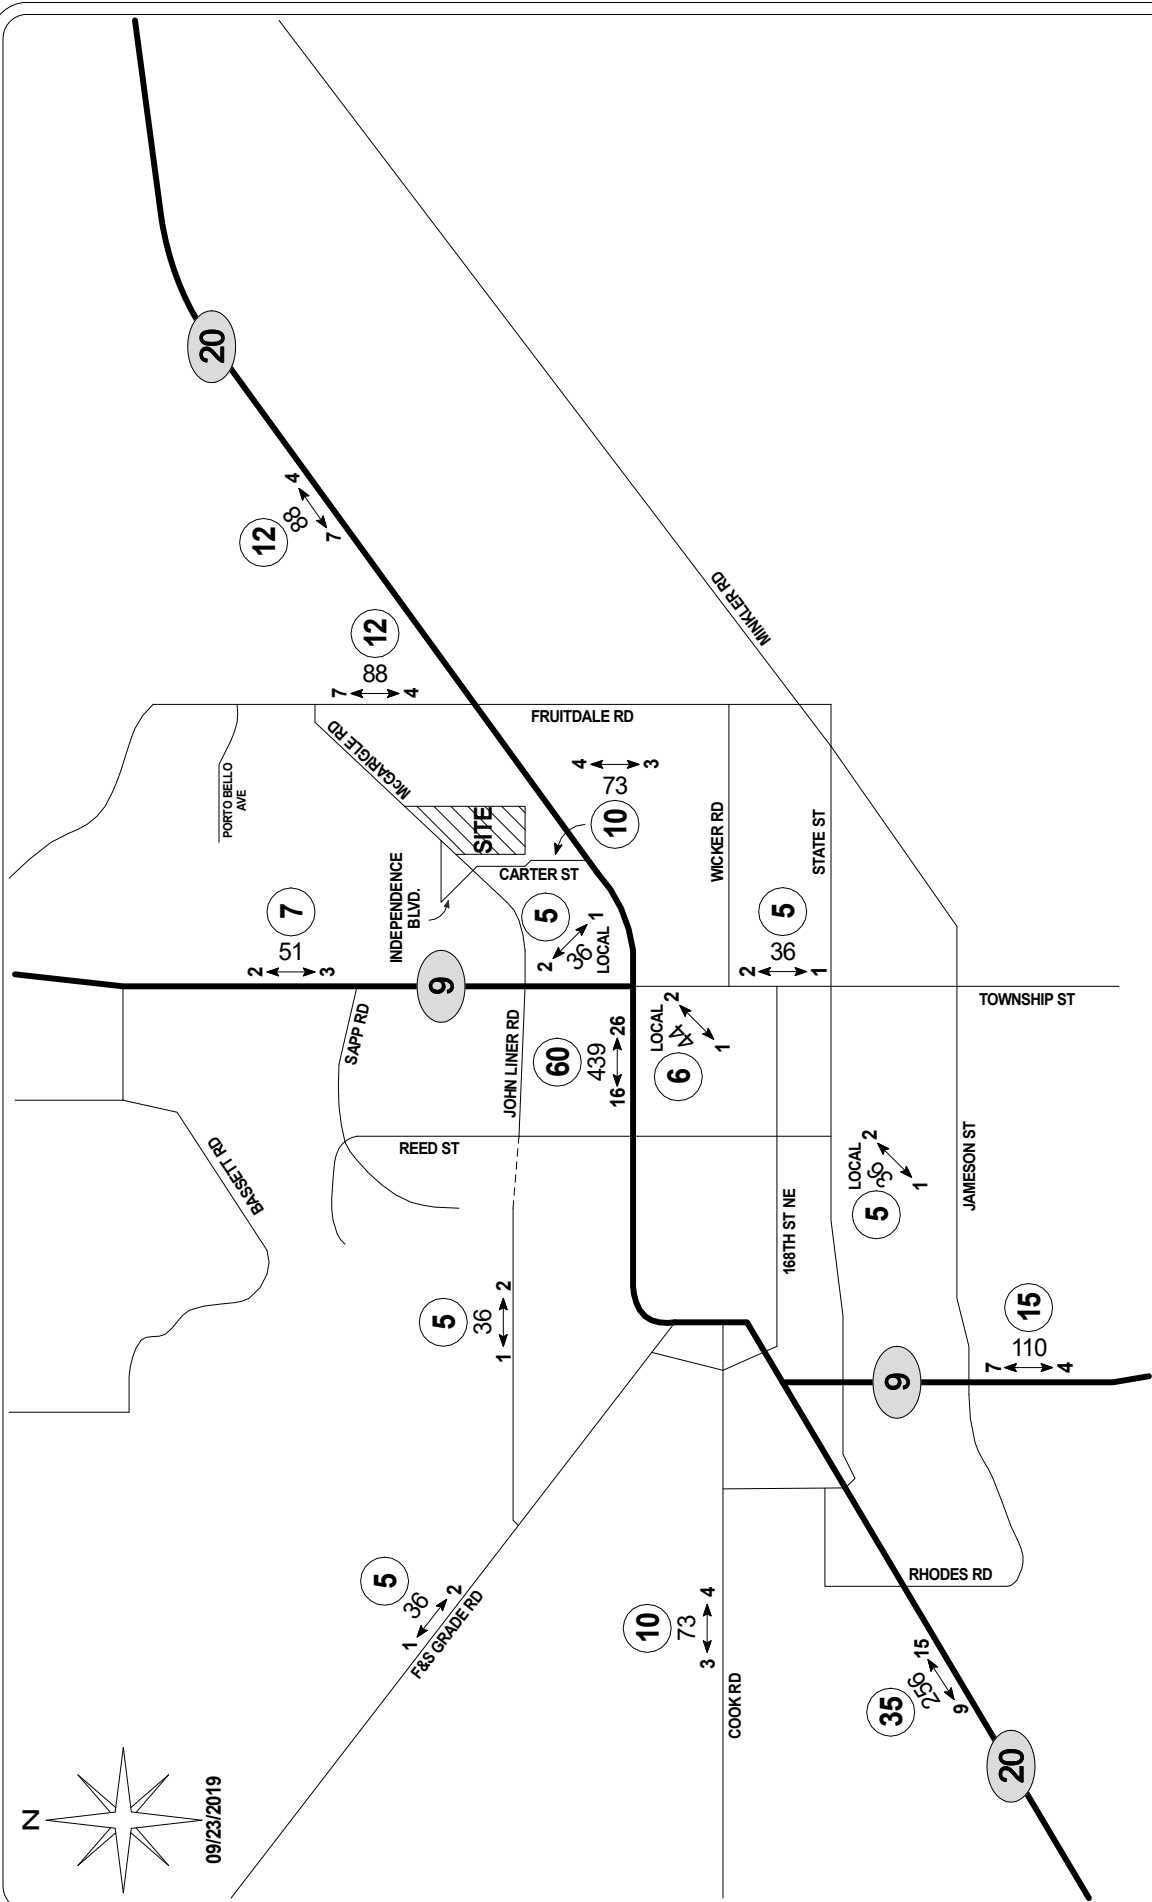 20
4
88
7
12
12
88
7
4
FRUITDALE RD
MINKLER RD
McGARIGLE RD
PORTO BELLO
AVE
SITE
4
3
73
10
WICKER RD
STATE ST
CARTER ST
INDEPENDENCE
BLVD.
7
51
2
3
5
2
1
36
LOCAL
5
36
2
1
9
TOWNSHIP ST
SAPP RD
JOHN LINER RD
60
439
16
26
LOCAL
2
44
1
6
REED ST
BASSETT RD
LOCAL
2
36
1
5
JAMESON ST
168TH ST NE
5
36
1
2
15
110
7
4
9
5
36
1
2
F&S GRADE RD
10
73
3
4
COOK RD
RHODES RD
35
256
9
15
20
N
09/23/2019